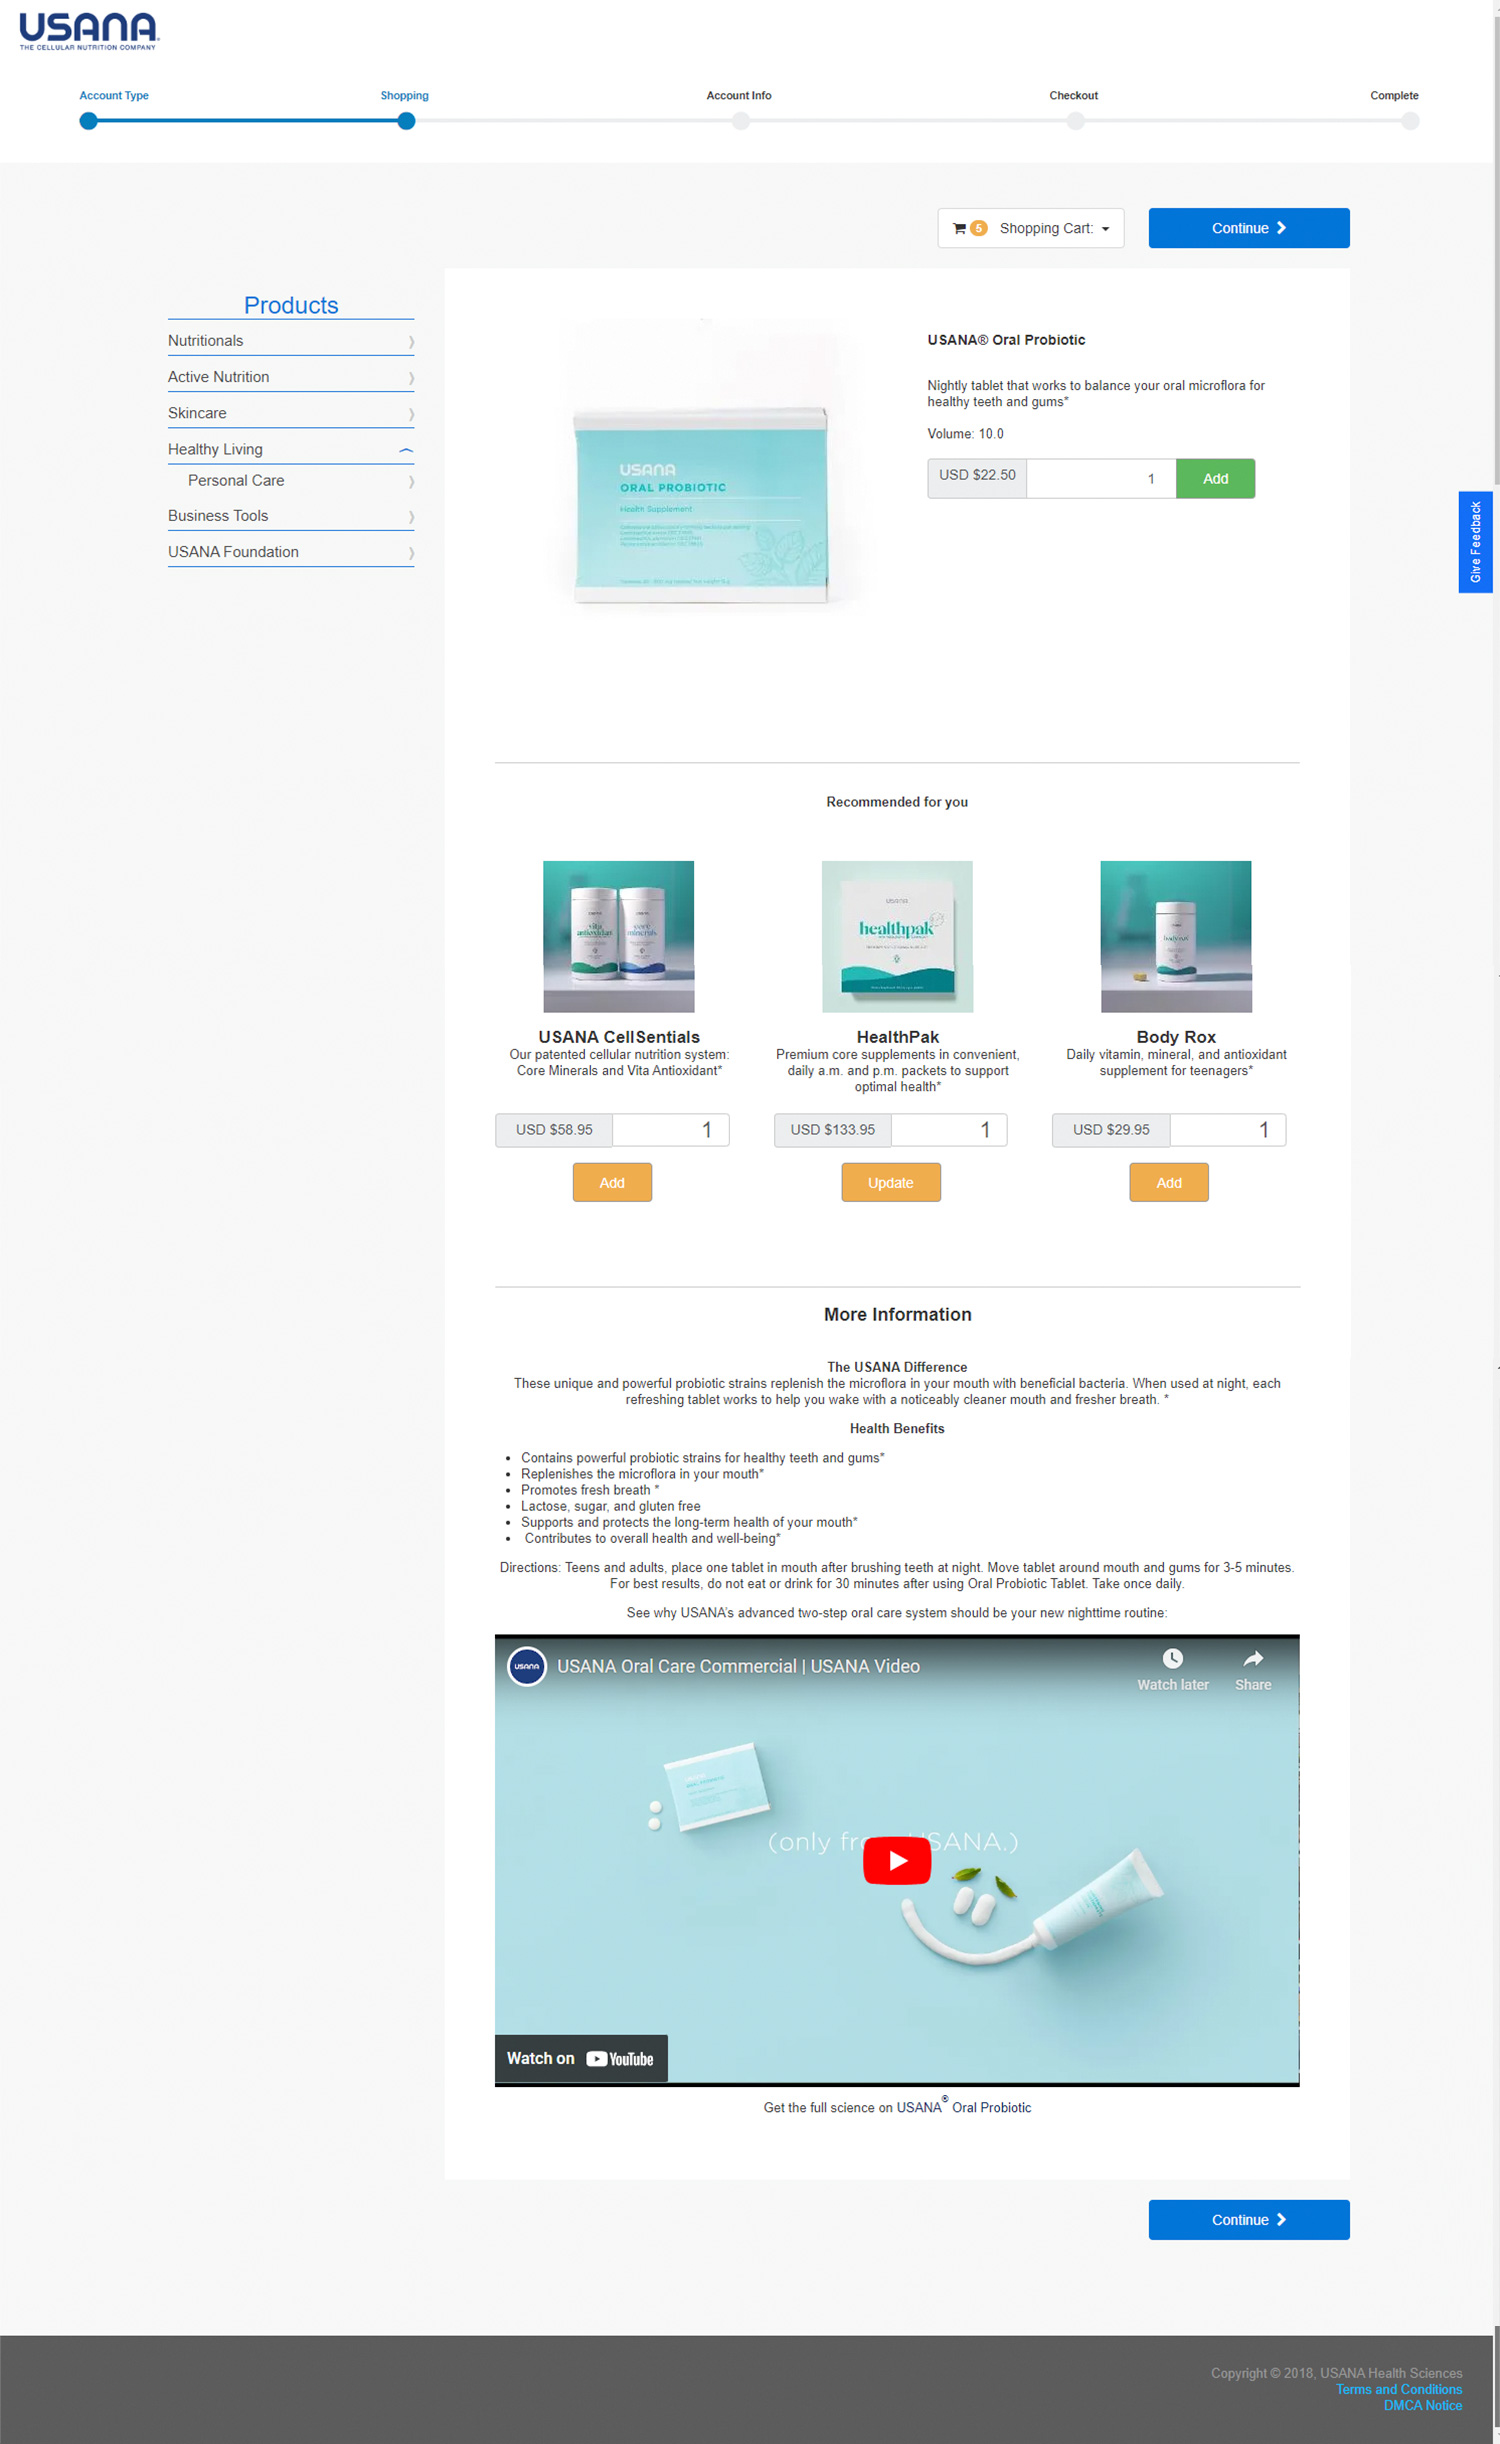 USANA
THE CELLULAR NUTRITION COMPANY
Account Type
Shopping
Account Info
Checkout
Complete
5 Shopping Cart:
Continue
Products
Nutritionals
Active Nutrition
Skincare
Healthy Living
Personal Care
Business Tools
USANA Foundation
USANA
ORAL PROBIOTIC
Health Supplement
USANA® Oral Probiotic
Nightly tablet that works to balance your oral microflora for
healthy teeth and gums*
Volume: 10.0
USD $22.50 1 Add
Give Feedback
Recommended for you
vita antioxidant
core minerals
USANA
healthpak
body rox
USANA CellSentials
Our patented cellular nutrition system:
Core Minerals and Vita Antioxidant*
USD $58.95 1
Add
HealthPak
Premium core supplements in convenient,
daily a.m. and p.m. packets to support
optimal health*
USD $133.95 1
Update
Body Rox
Daily vitamin, mineral, and antioxidant
supplement for teenagers*
USD $29.95 1
Add
More Information
The USANA Difference
These unique and powerful probiotic strains replenish the microflora in your mouth with beneficial bacteria. When used at night, each
refreshing tablet works to help you wake with a noticeably cleaner mouth and fresher breath. *
Health Benefits
• Contains powerful probiotic strains for healthy teeth and gums*
• Replenishes the microflora in your mouth*
• Promotes fresh breath *
• Lactose, sugar, and gluten free
• Supports and protects the long-term health of your mouth*
• Contributes to overall health and well-being*
Directions: Teens and adults, place one tablet in mouth after brushing teeth at night. Move tablet around mouth and gums for 3-5 minutes.
For best results, do not eat or drink for 30 minutes after using Oral Probiotic Tablet. Take once daily.
See why USANA’s advanced two-step oral care system should be your new nighttime routine:
USANA
USANA Oral Care Commercial | USANA Video
Watch later
Share
(only from USANA.)
Watch on YouTube
Get the full science on USANA® Oral Probiotic
Continue
Copyright © 2018, USANA Health Sciences
Terms and Conditions
DMCA Notice